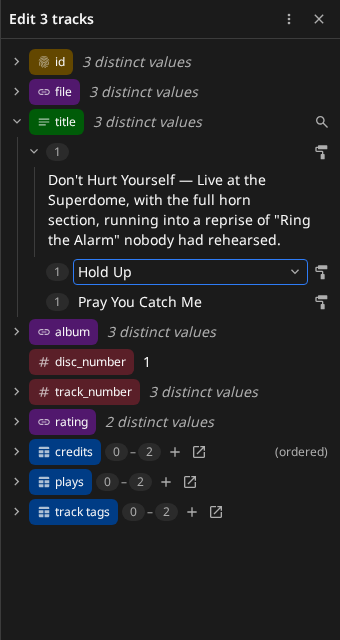 Edit 3 tracks
id 3 distinct values
file 3 distinct values
title 3 distinct values
1
Don't Hurt Yourself — Live at the
Superdome, with the full horn
section, running into a reprise of "Ring
the Alarm" nobody had rehearsed.
1 Hold Up
1 Pray You Catch Me
album 3 distinct values
# disc_number 1
# track_number 3 distinct values
rating 2 distinct values
credits 0 – 2 + (ordered)
plays 0 – 2 +
track tags 0 – 2 +